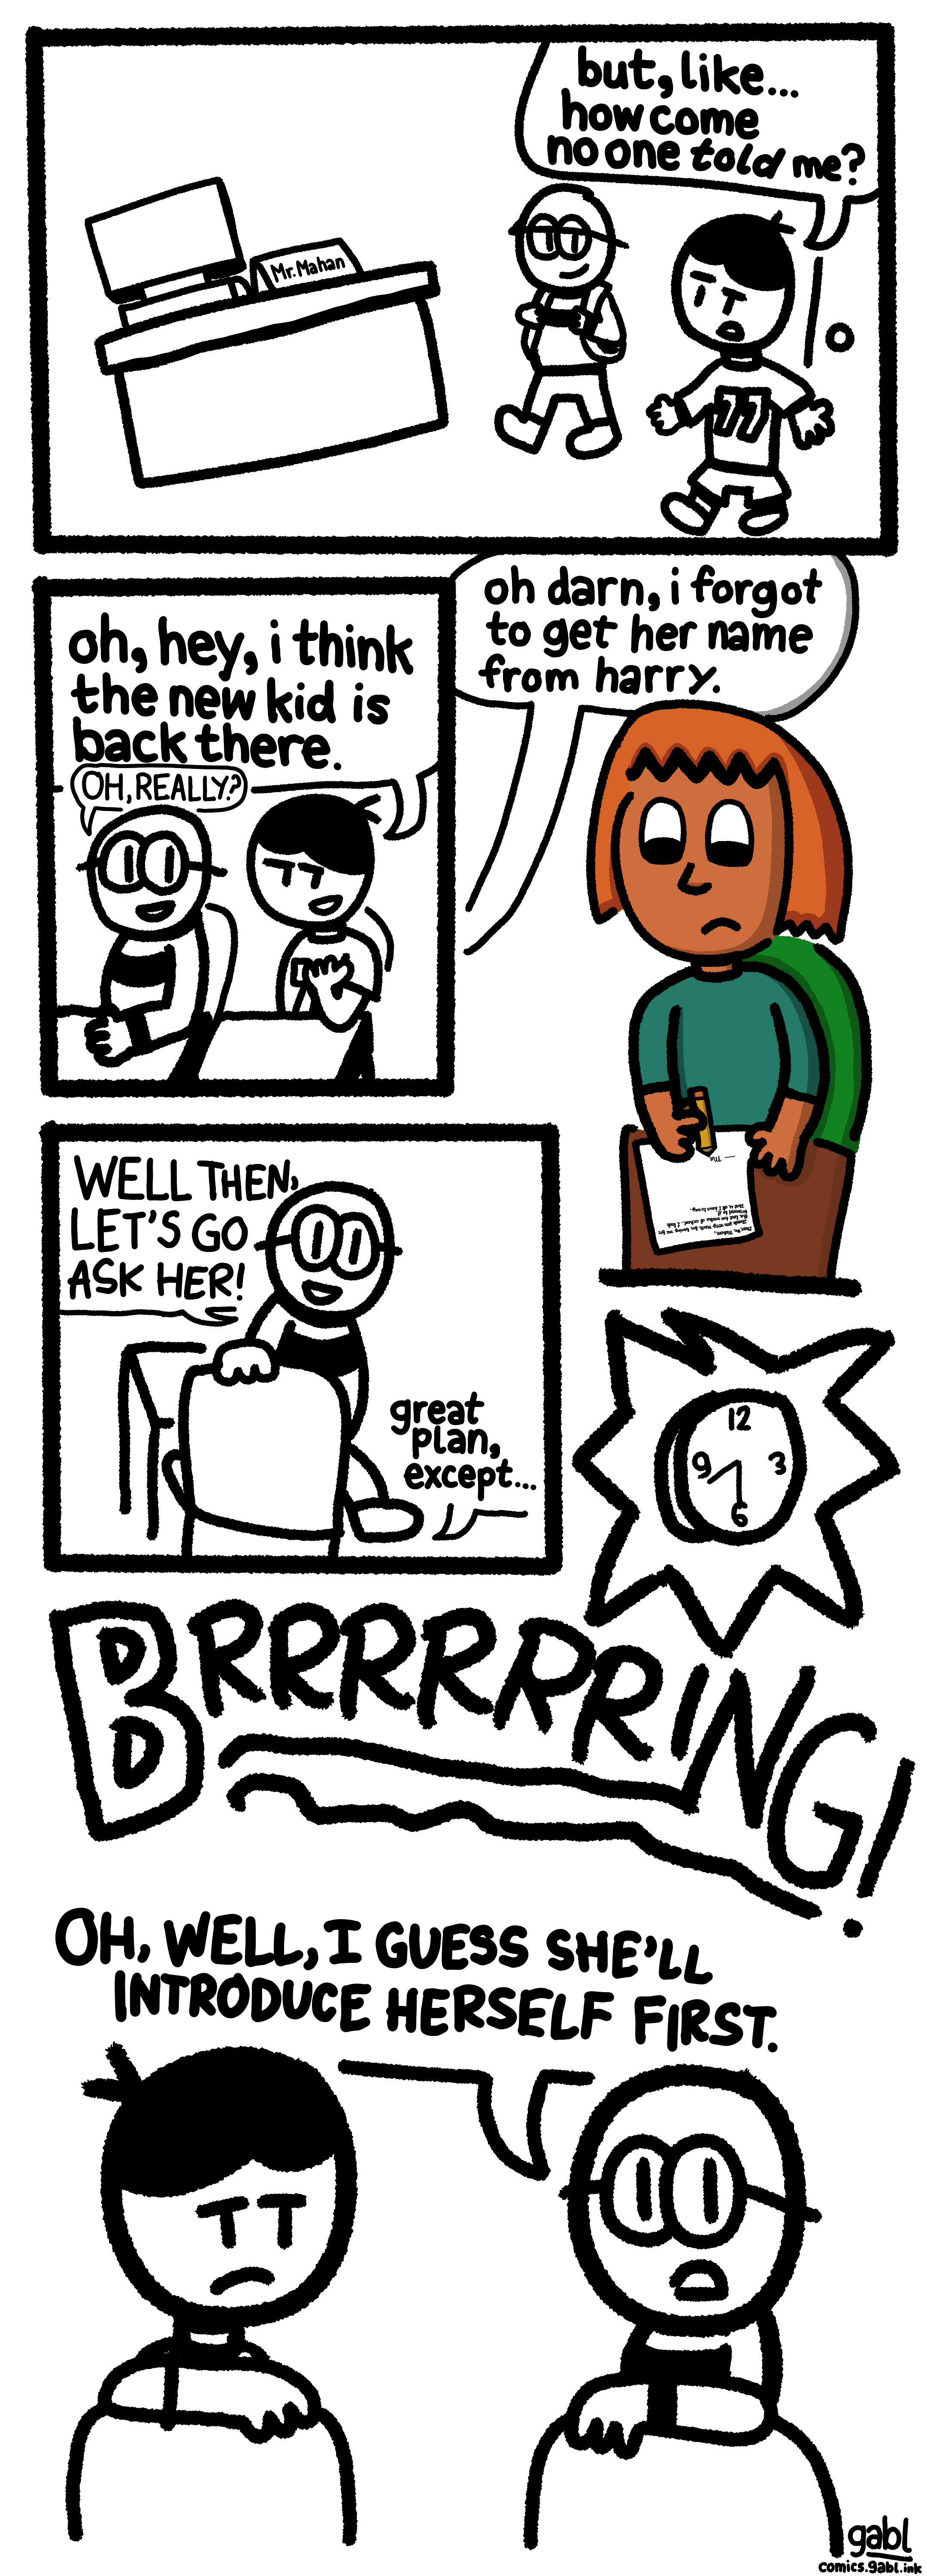 but, like...
how come
no one told me?
Mr. Mahan
oh, hey, i think
the new kid is
back there.
OH, REALLY?
oh darn, i forgot
to get her name
from harry.
77
WELL THEN,
LET'S GO
ASK HER!
great
plan,
except...
12
9 3
6
BRRRRRRING!
OH, WELL, I GUESS SHE'LL
INTRODUCE HERSELF FIRST.
gabl
comics.gabl.ink